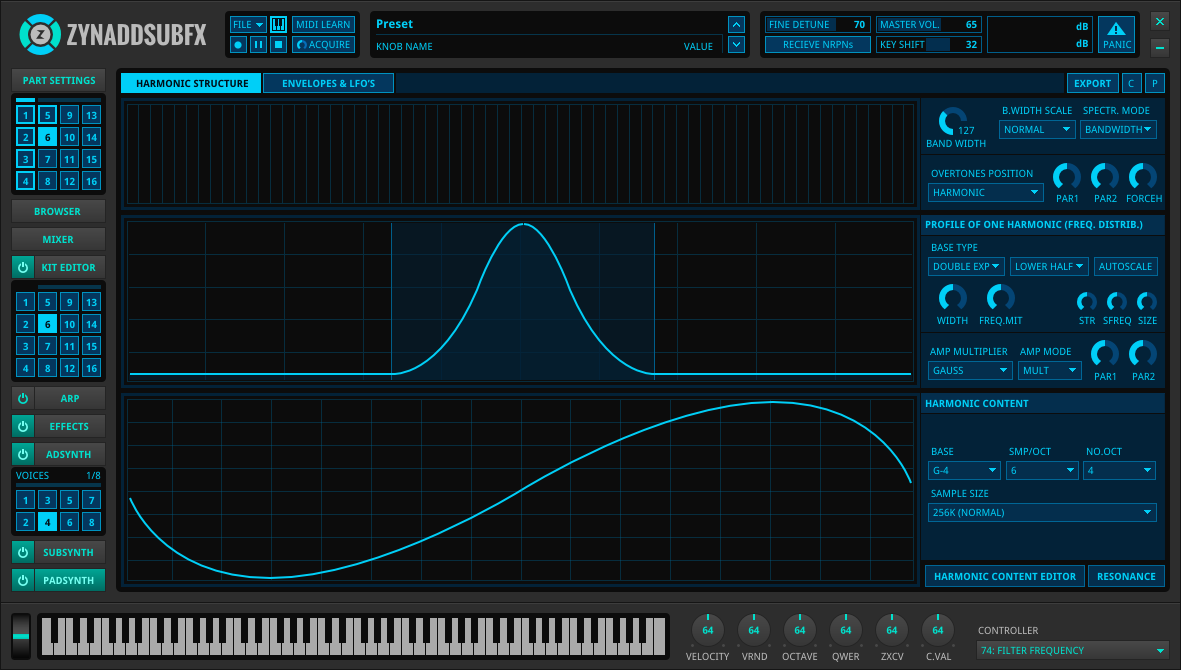 ZYNADDSUBFX
FILE MIDI LEARN
ACQUIRE
Preset
KNOB NAME VALUE
FINE DETUNE 70 MASTER VOL. 65 dB
RECIEVE NRPNs KEY SHIFT 32 dB
PANIC
PART SETTINGS
1 5 9 13
2 6 10 14
3 7 11 15
4 8 12 16
BROWSER
MIXER
KIT EDITOR
1 5 9 13
2 6 10 14
3 7 11 15
4 8 12 16
ARP
EFFECTS
ADSYNTH
VOICES 1/8
1 3 5 7
2 4 6 8
SUBSYNTH
PADSYNTH
HARMONIC STRUCTURE ENVELOPES & LFO'S EXPORT C P
B.WIDTH SCALE SPECTR. MODE
127 NORMAL BANDWIDTH
BAND WIDTH
OVERTONES POSITION
HARMONIC
PAR1 PAR2 FORCEH
PROFILE OF ONE HARMONIC (FREQ. DISTRIB.)
BASE TYPE
DOUBLE EXP LOWER HALF AUTOSCALE
WIDTH FREQ.MIT STR SFREQ SIZE
AMP MULTIPLIER AMP MODE
GAUSS MULT
PAR1 PAR2
HARMONIC CONTENT
BASE SMP/OCT NO.OCT
G-4 6 4
SAMPLE SIZE
256K (NORMAL)
HARMONIC CONTENT EDITOR RESONANCE
64 64 64 64 64 64
VELOCITY VRND OCTAVE QWER ZXCV C.VAL
CONTROLLER
74: FILTER FREQUENCY